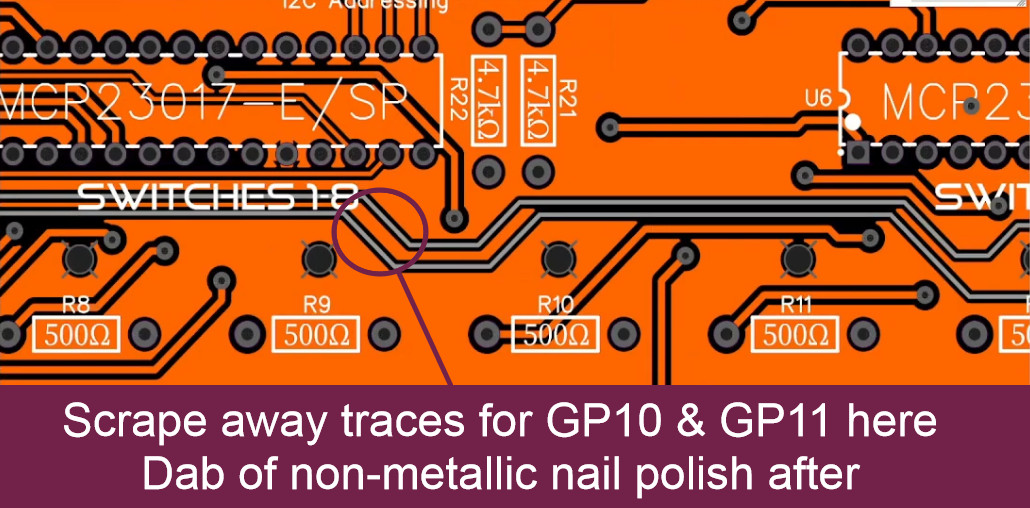 I2C Addressing
MCP23017-E/SP
R22
4.7kΩ
4.7kΩ
R21
U6
MCP23
SWITCHES 1-8
SWIT
R8
500Ω
R9
500Ω
R10
500Ω
R11
500Ω
50
Scrape away traces for GP10 & GP11 here
Dab of non-metallic nail polish after